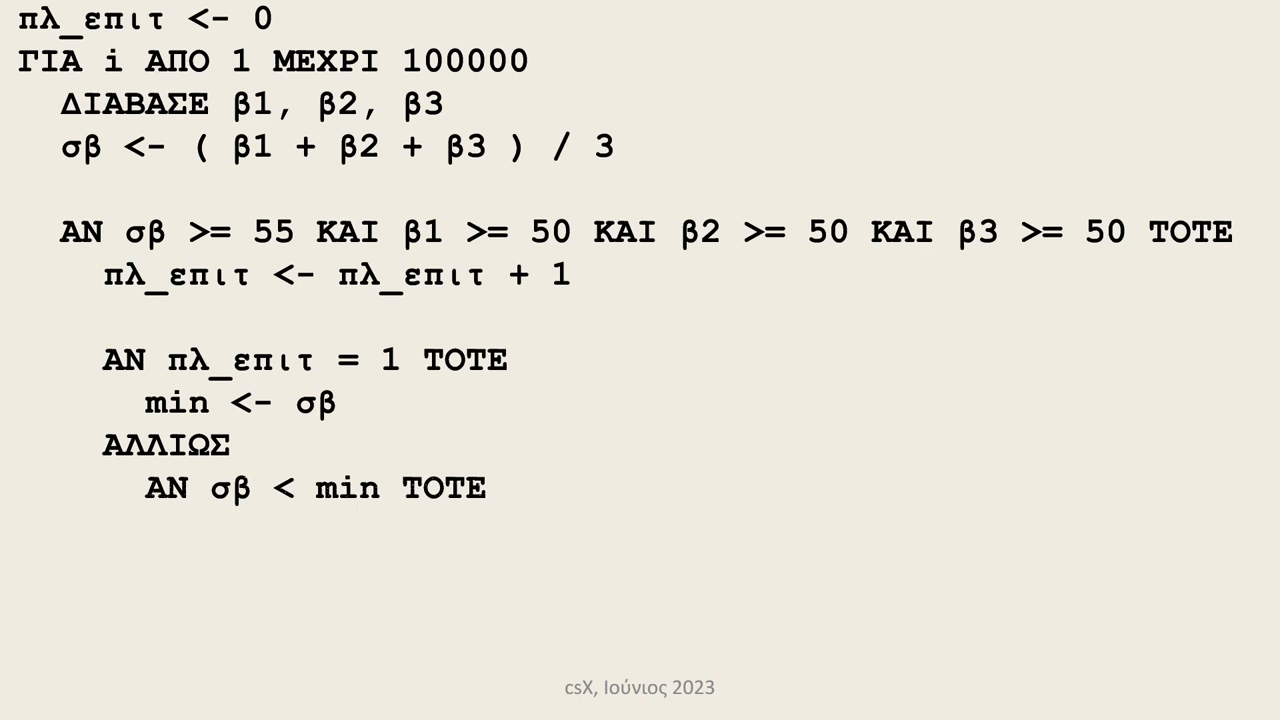 πλ_επιτ <- 0
ΓΙΑ i ΑΠΟ 1 ΜΕΧΡΙ 100000
ΔΙΑΒΑΣΕ β1, β2, β3
σβ <- ( β1 + β2 + β3 ) / 3
ΑΝ σβ >= 55 ΚΑΙ β1 >= 50 ΚΑΙ β2 >= 50 ΚΑΙ β3 >= 50 ΤΟΤΕ
πλ_επιτ <- πλ_επιτ + 1
ΑΝ πλ_επιτ = 1 ΤΟΤΕ
min <- σβ
ΑΛΛΙΩΣ
ΑΝ σβ < min ΤΟΤΕ
csX, Ιούνιος 2023